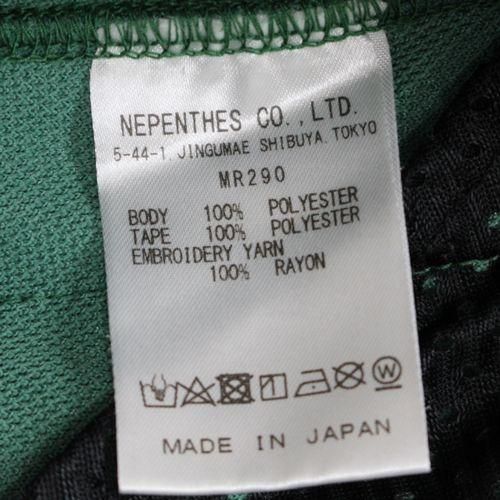 NEPENTHES CO.,LTD.
5-44-1, JINGUMAE SHIBUYA, TOKYO
MR290
BODY 100% POLYESTER
TAPE 100% POLYESTER
EMBROIDERY YARN
100% RAYON
W
MADE IN JAPAN